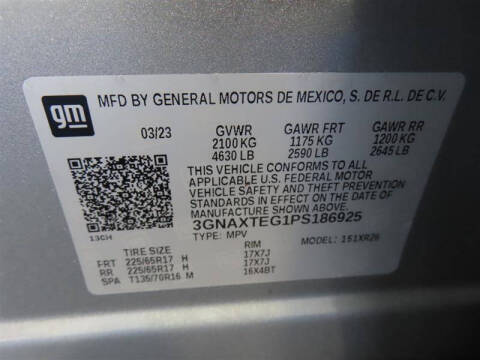 gm
MFD BY GENERAL MOTORS DE MEXICO, S. DE R.L. DE C.V.
03/23 GVWR GAWR FRT GAWR RR
2100 KG 1175 KG 1200 KG
4630 LB 2590 LB 2645 LB
THIS VEHICLE CONFORMS TO ALL
APPLICABLE U.S. FEDERAL MOTOR
VEHICLE SAFETY AND THEFT PREVENTION
STANDARDS IN EFFECT ON THE DATE OF
MANUFACTURE SHOWN ABOVE.
3GNAXTEG1PS186925
13CH TYPE: MPV MODEL: 151XR26
TIRE SIZE RIM
FRT 225/65R17 H 17X7J
RR 225/65R17 H 17X7J
SPA T135/70R16 M 16X4BT